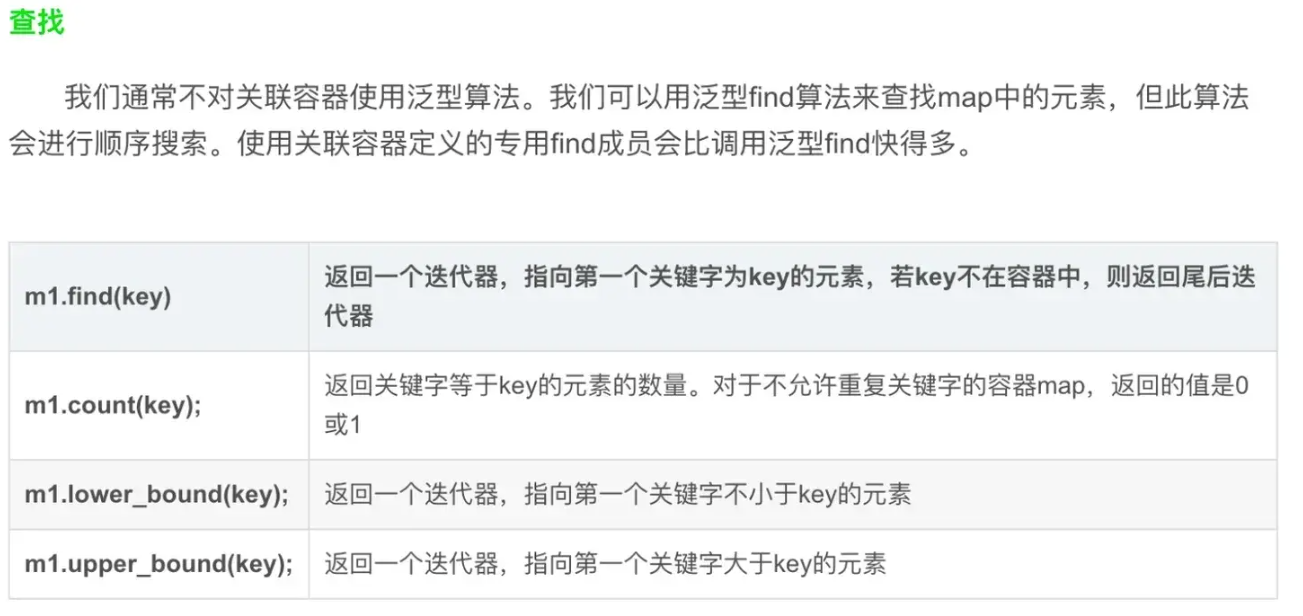 查找
我们通常不对关联容器使用泛型算法。我们可以用泛型find算法来查找map中的元素，但此算法
会进行顺序搜索。使用关联容器定义的专用find成员会比调用泛型find快得多。
m1.find(key)
返回一个迭代器，指向第一个关键字为key的元素，若key不在容器中，则返回尾后迭
代器
m1.count(key);
返回关键字等于key的元素的数量。对于不允许重复关键字的容器map，返回的值是0
或1
m1.lower_bound(key);
返回一个迭代器，指向第一个关键字不小于key的元素
m1.upper_bound(key);
返回一个迭代器，指向第一个关键字大于key的元素